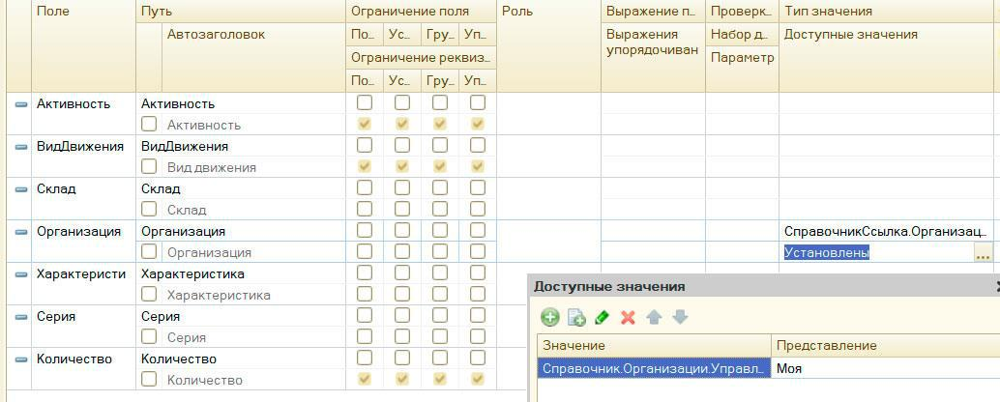 Поле Путь Ограничение поля Роль Выражение п... Проверк... Тип значения
Автозаголовок По... Ус... Гру... Уп... Выражения упорядочиван Набор д... Доступные значения
Ограничение реквиз... Параметр
По... Ус... Гру... Уп...
Активность Активность
Активность
ВидДвижения ВидДвижения
Вид движения
Склад Склад
Склад
Организация Организация СправочникСсылка.Организац...
Организация Установлены ...
Характеристи Характеристика
Характеристика
Серия Серия
Серия
Количество Количество
Количество
Доступные значения
Значение Представление
Справочник.Организации.Управл... Моя